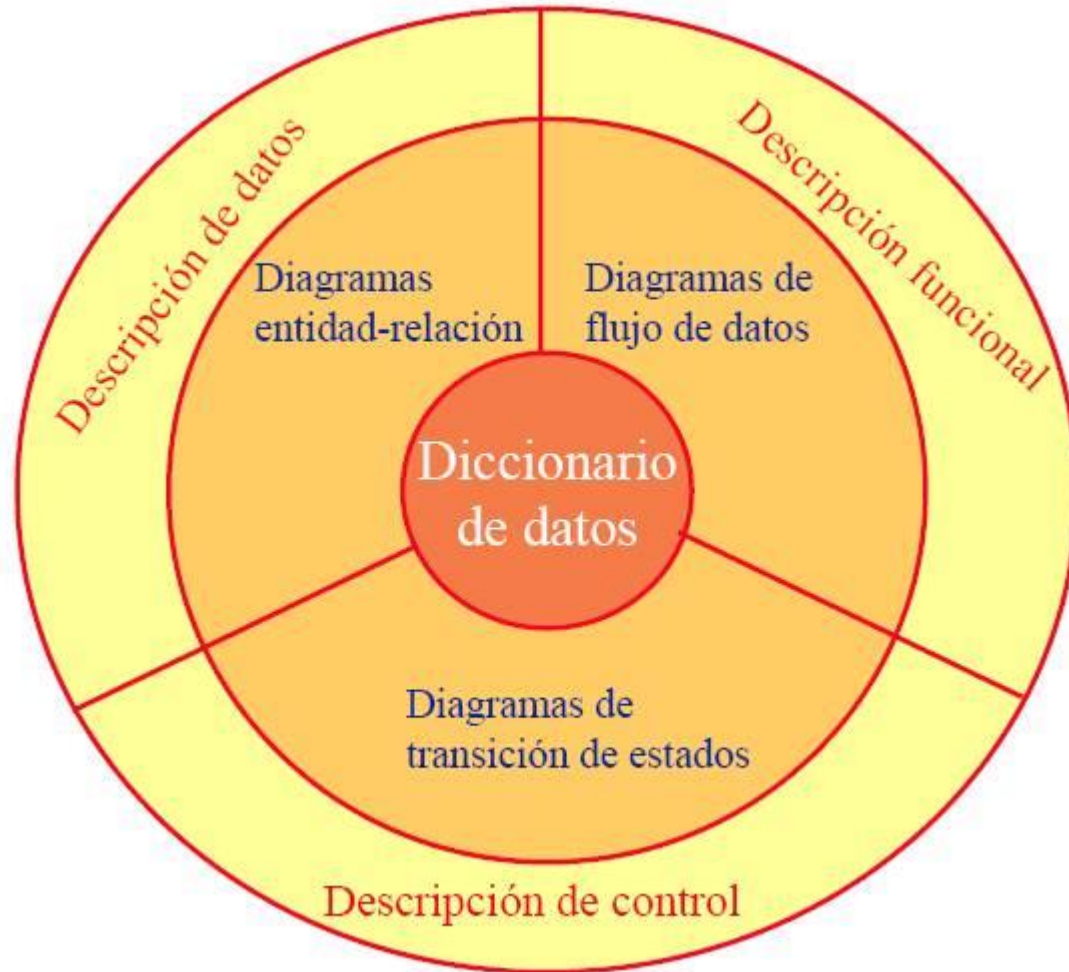 Descripción de datos
Descripción funcional
Diagramas
entidad-relación
Diagramas de
flujo de datos
Diccionario
de datos
Diagramas de
transición de estados
Descripción de control